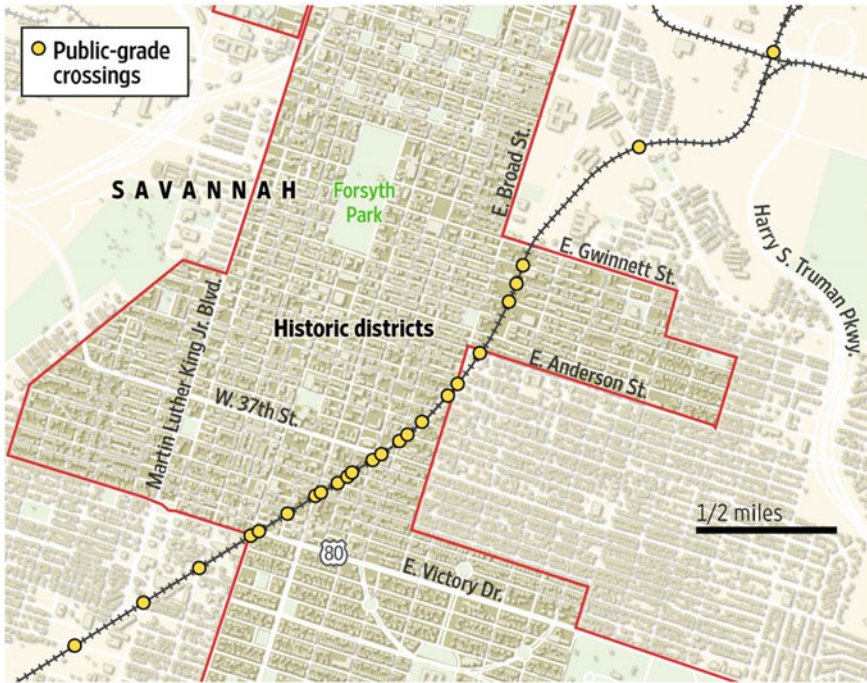 Public-grade
crossings
SAVANNAH
Forsyth
Park
E. Broad St.
E. Gwinnett St.
Harry S. Truman Pkwy.
Martin Luther King Jr. Blvd.
Historic districts
E. Anderson St.
W. 37th St.
1/2 miles
80
E. Victory Dr.